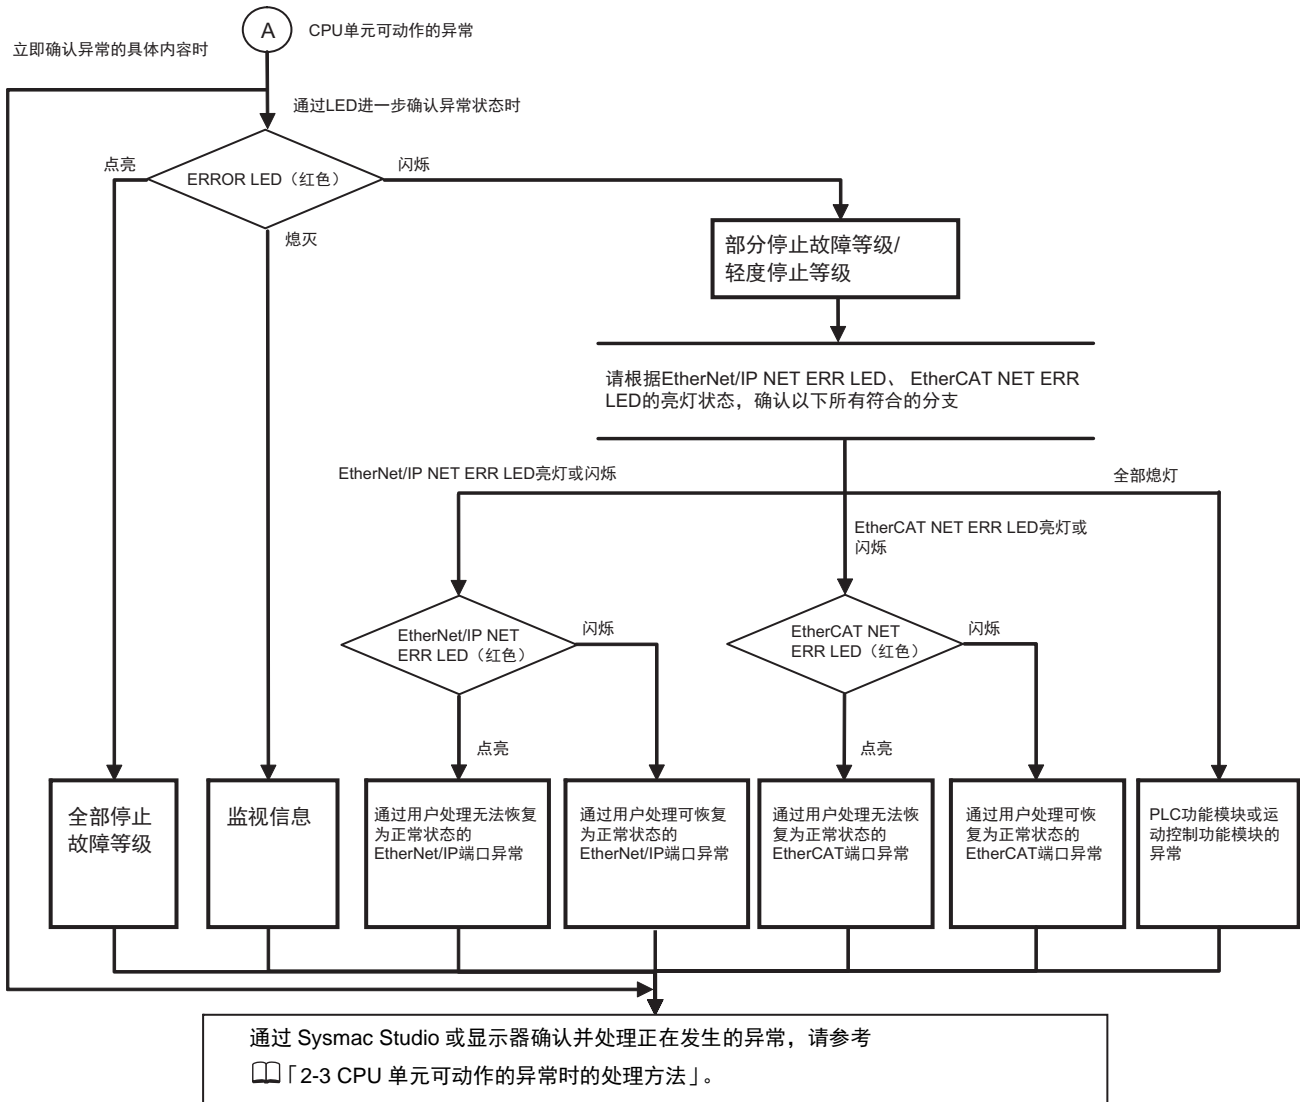 A
CPU单元可动作的异常
立即确认异常的具体内容时
通过LED进一步确认异常状态时
点亮
ERROR LED（红色）
闪烁
熄灭
部分停止故障等级/
轻度停止等级
请根据EtherNet/IP NET ERR LED、 EtherCAT NET ERR
LED的亮灯状态，确认以下所有符合的分支
EtherNet/IP NET ERR LED亮灯或闪烁
全部熄灯
EtherCAT NET ERR LED亮灯或
闪烁
EtherNet/IP NET
ERR LED（红色）
闪烁
EtherCAT NET
ERR LED（红色）
闪烁
点亮
点亮
全部停止
故障等级
监视信息
通过用户处理无法恢复
为正常状态的
EtherNet/IP端口异常
通过用户处理可恢复
为正常状态的
EtherNet/IP端口异常
通过用户处理无法恢
复为正常状态的
EtherCAT端口异常
通过用户处理可恢
复为正常状态的
EtherCAT端口异常
PLC功能模块或运
动控制功能模块的
异常
通过 Sysmac Studio 或显示器确认并处理正在发生的异常，请参考
「2-3 CPU 单元可动作的异常时的处理方法」。